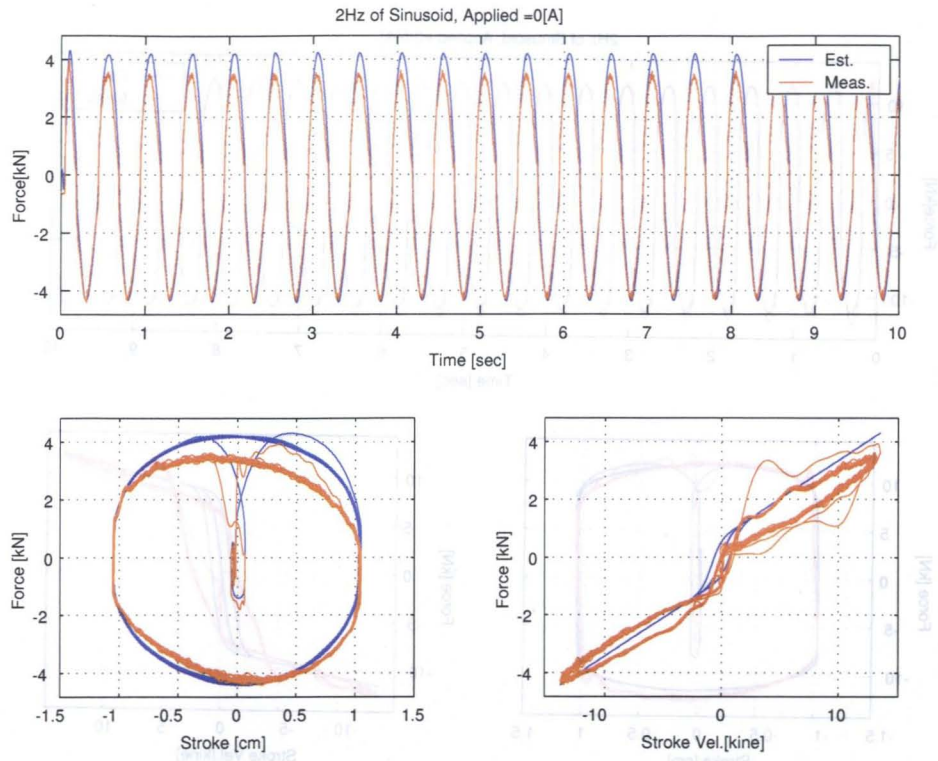 2Hz of Sinusoid, Applied =0[A]
Force[kN]
4
2
0
-2
-4
Est.
Meas.
0 1 2 3 4 5 6 7 8 9 10
Time [sec]
Force [kN]
4
2
0
-2
-4
-1.5 -1 -0.5 0 0.5 1 1.5
Stroke [cm]
Force [kN]
4
2
0
-2
-4
-10 0 10
Stroke Vel.[kine]